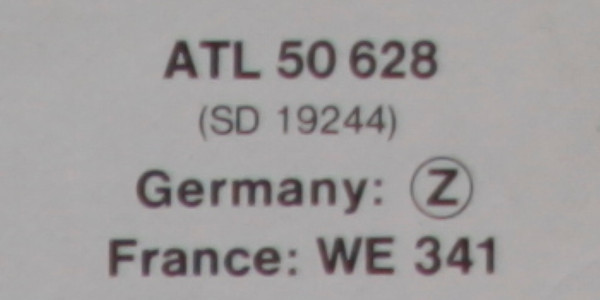 ATL 50 628
(SD 19244)
Germany: Ⓩ
France: WE 341